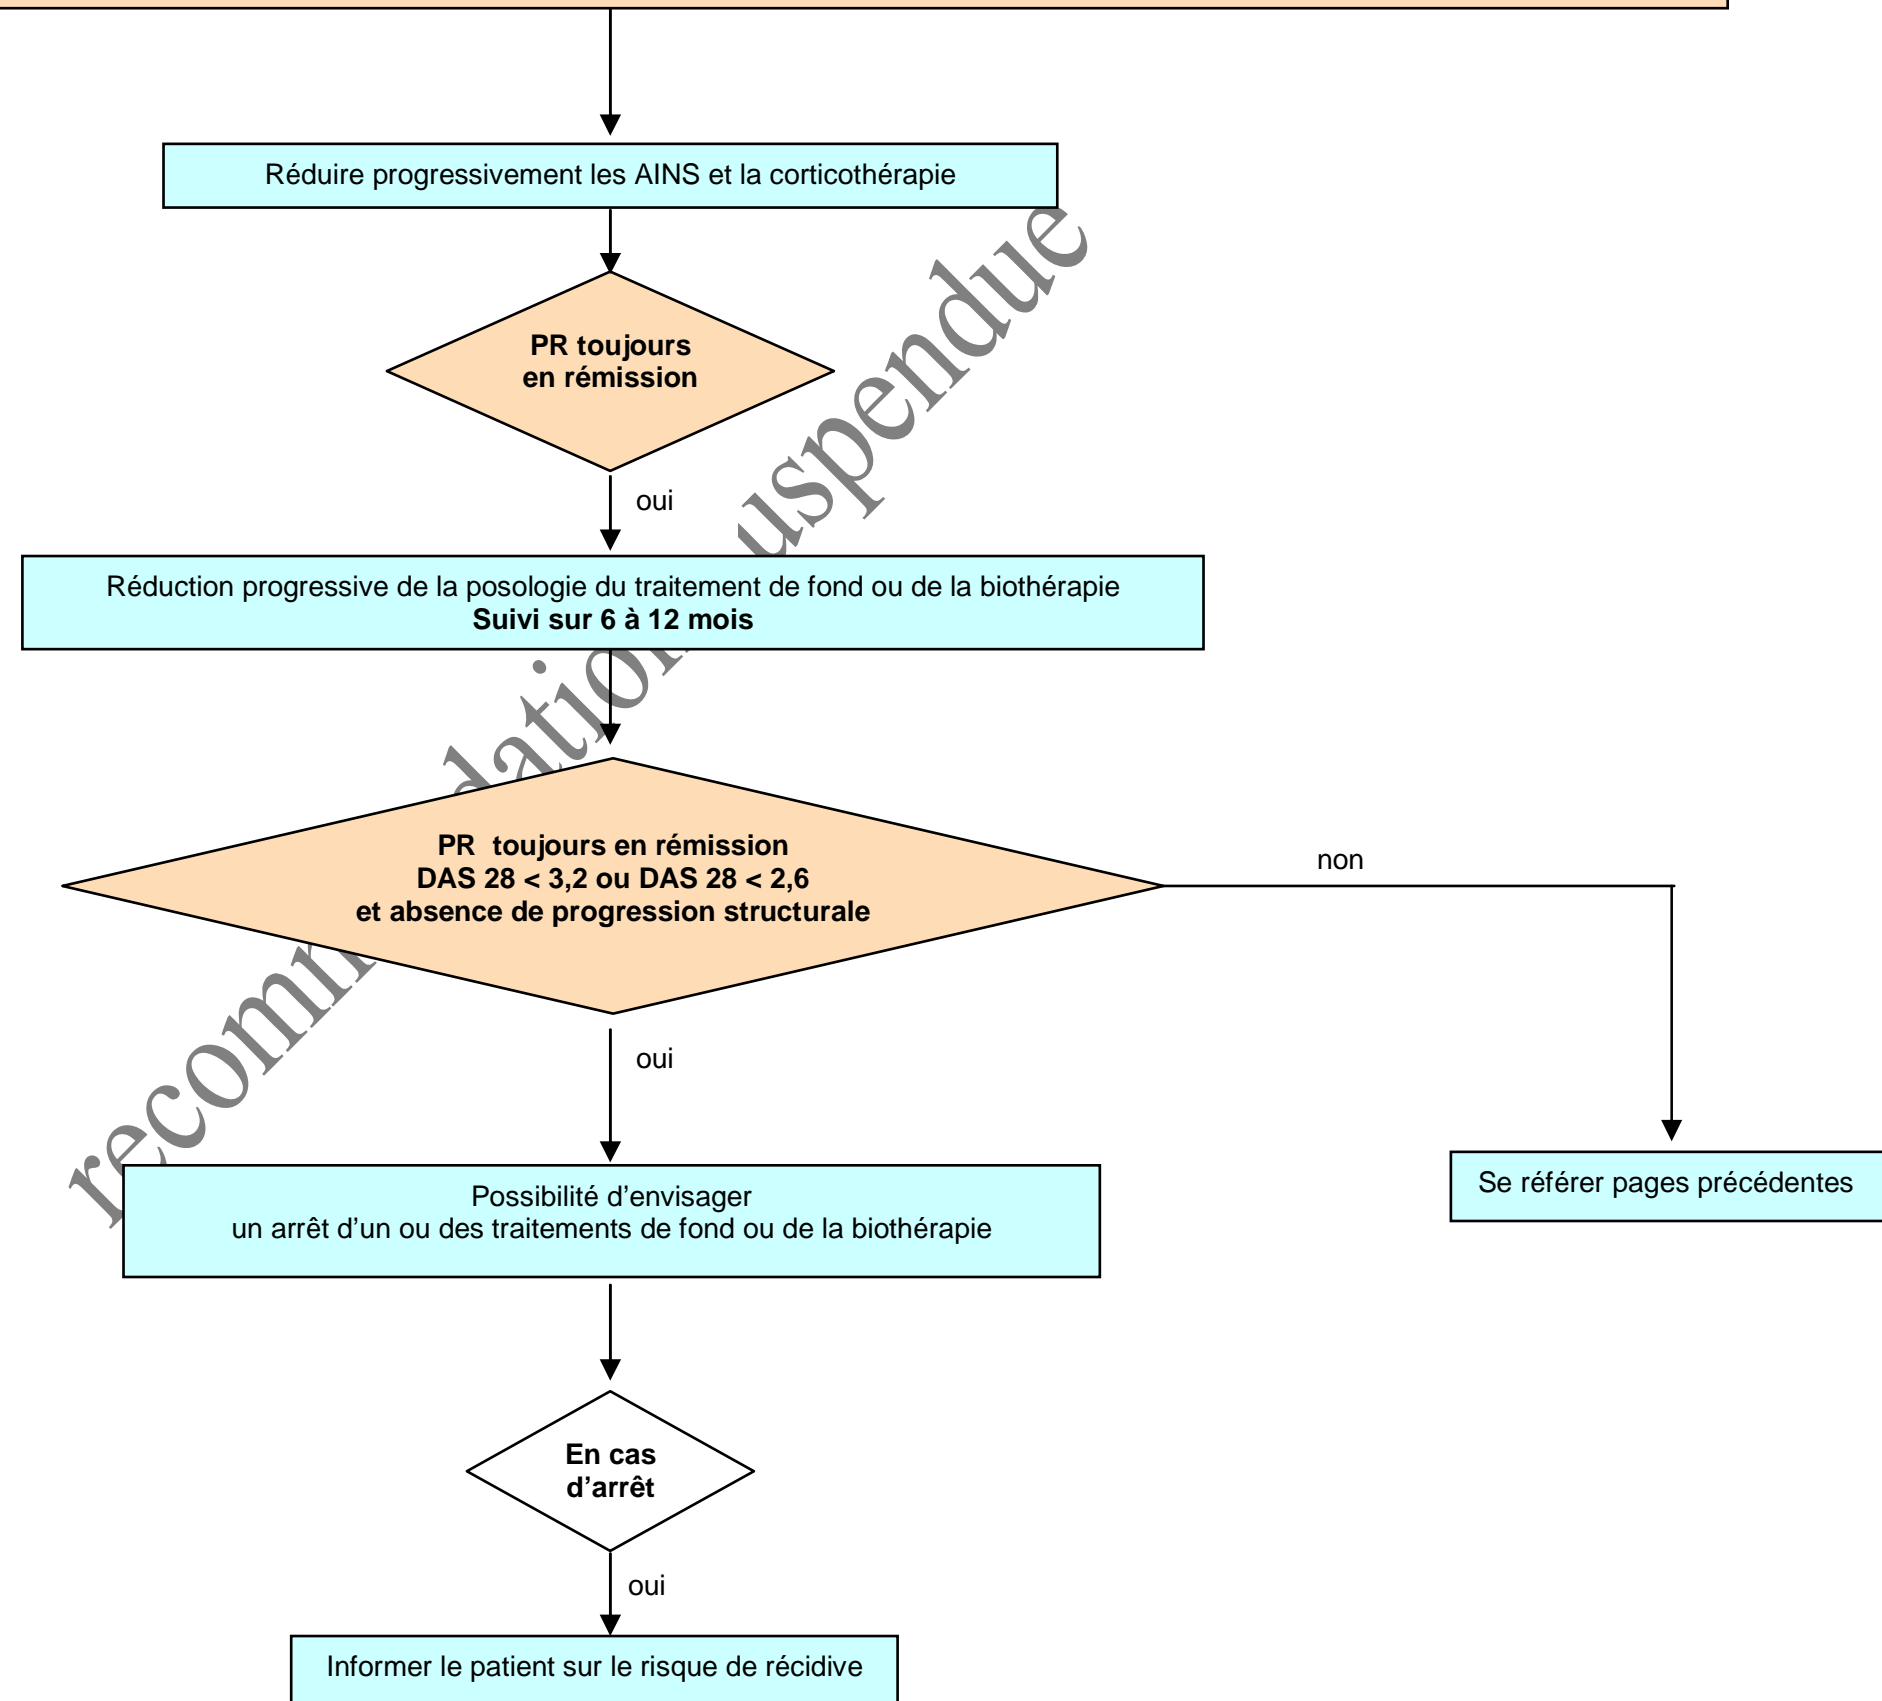 Réduire progressivement les AINS et la corticothérapie
PR toujours
en rémission
oui
Réduction progressive de la posologie du traitement de fond ou de la biothérapie
Suivi sur 6 à 12 mois
PR toujours en rémission
DAS 28 < 3,2 ou DAS 28 < 2,6
et absence de progression structurale
non
oui
Possibilité d'envisager
un arrêt d’un ou des traitements de fond ou de la biothérapie
Se référer pages précédentes
En cas
d’arrêt
oui
Informer le patient sur le risque de récidive